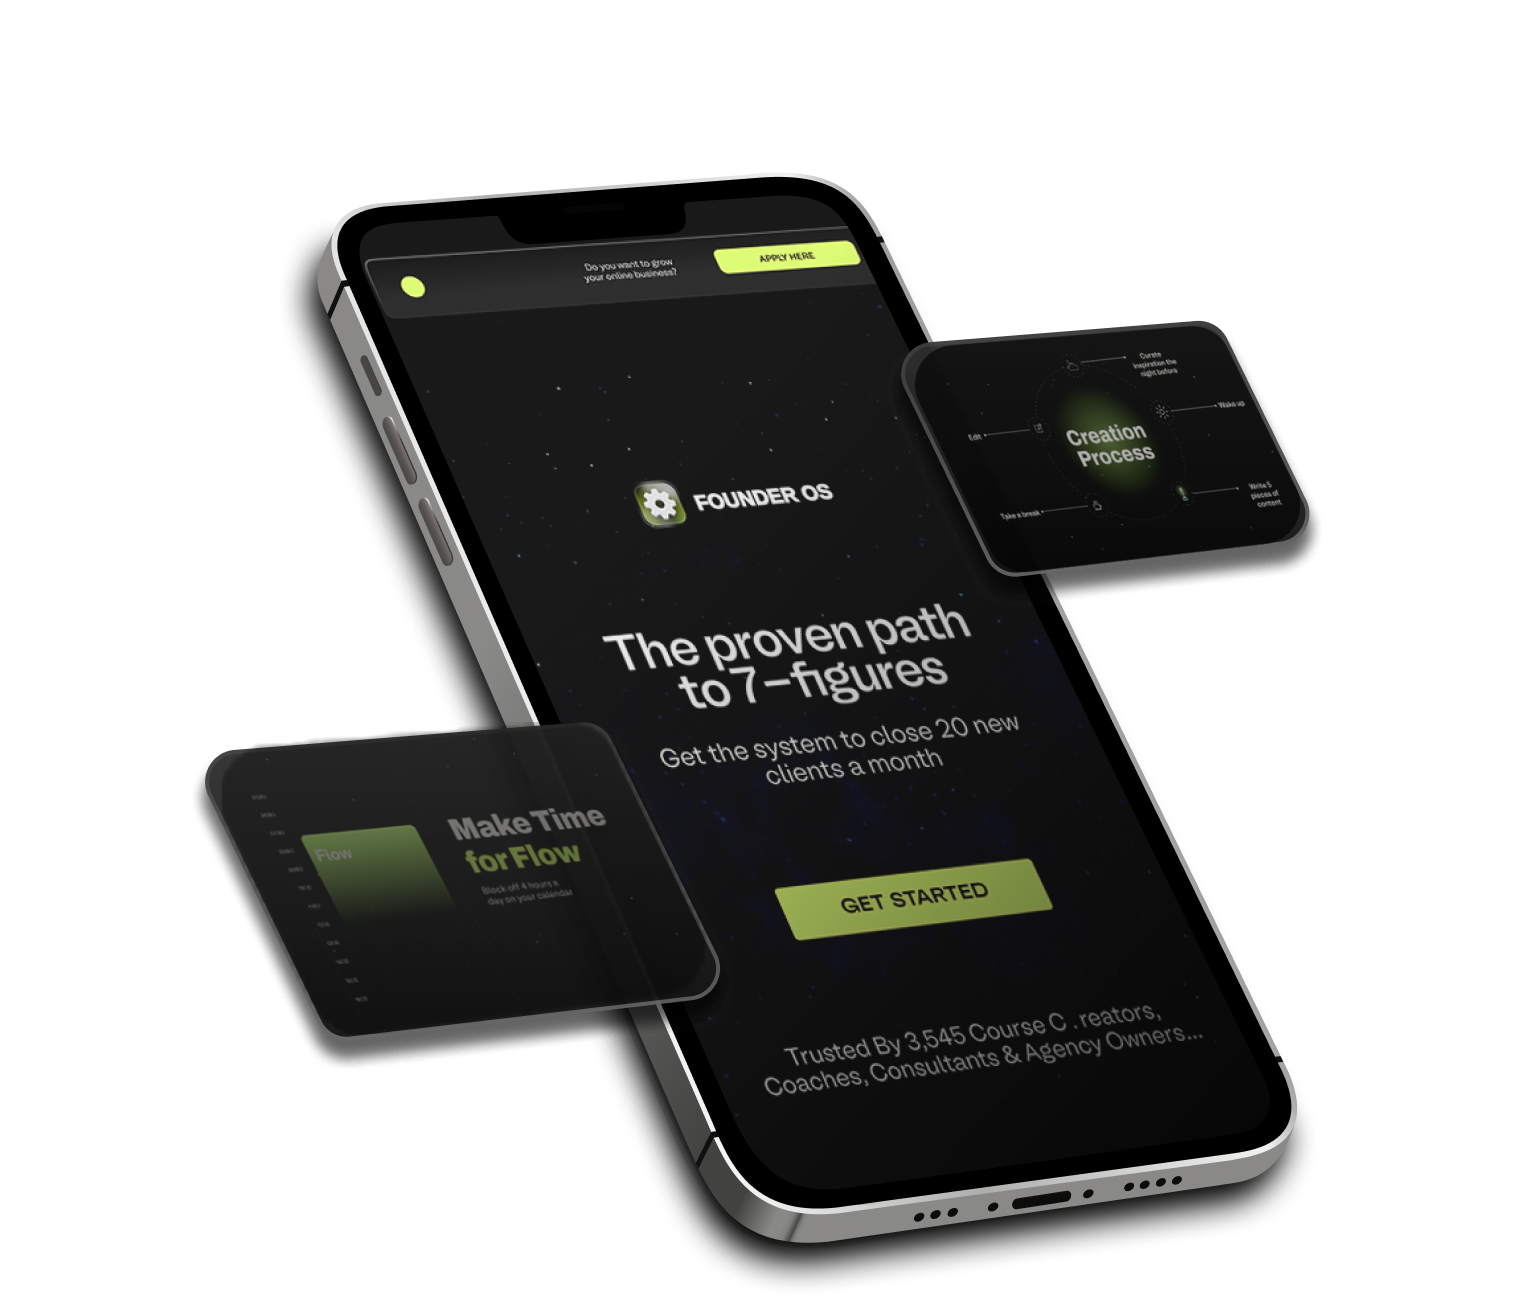 Do you want to grow
your online business?
APPLY HERE
FOUNDER OS
The proven path
to 7-figures
Get the system to close 20 new
clients a month
GET STARTED
Trusted By 3,545 Course C . reators,
Coaches, Consultants & Agency Owners...
Creation
Process
Curate
inspiration the
night before
Wake up
Write 5
pieces of
content
Take a break
Edit
Flow
Make Time
for Flow
Block off 4 hours a
day on your calendar